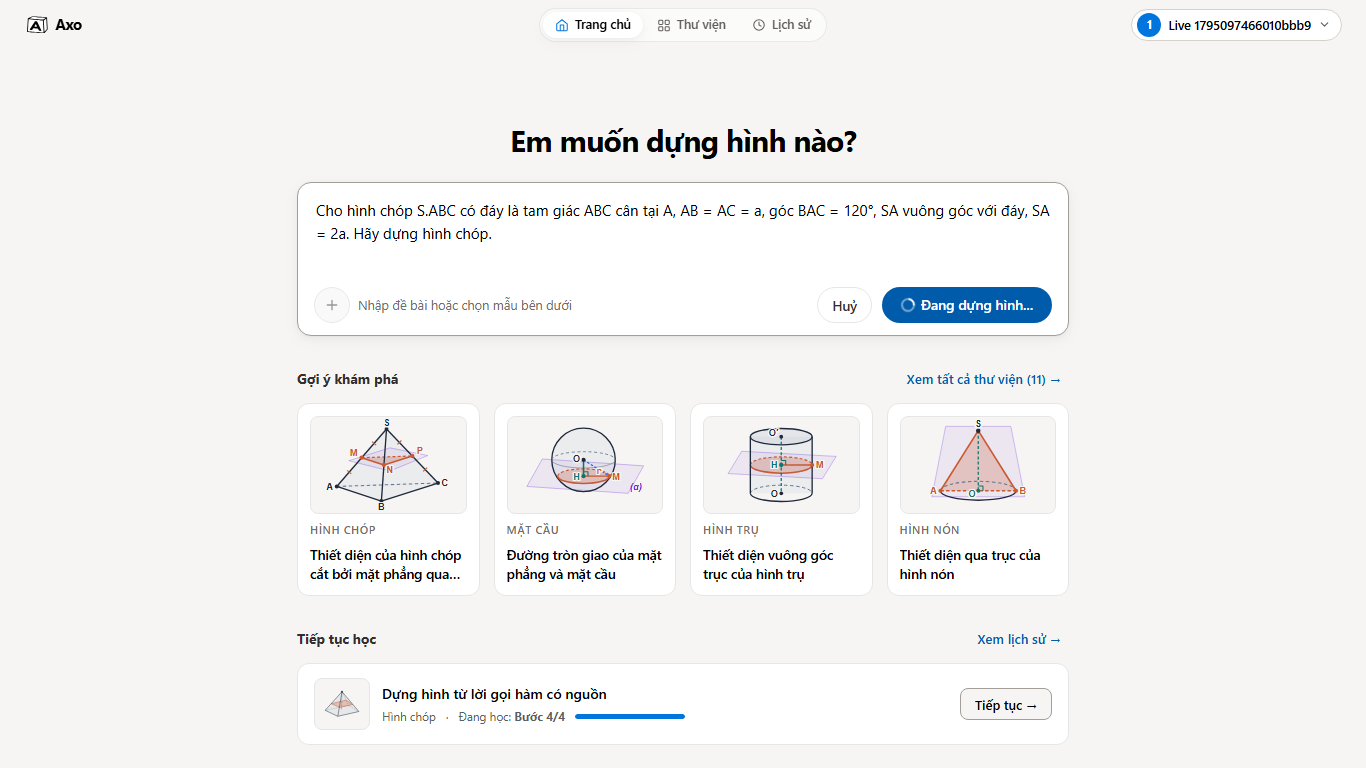 Axo
Trang chủ
Thư viện
Lịch sử
1
Live 1795097466010bbb9
Em muốn dựng hình nào?
Cho hình chóp S.ABC có đáy là tam giác ABC cân tại A, AB = AC = a, góc BAC = 120°, SA vuông góc với đáy, SA
= 2a. Hãy dựng hình chóp.
Nhập đề bài hoặc chọn mẫu bên dưới
Huỷ
Đang dựng hình...
Gợi ý khám phá
Xem tất cả thư viện (11) →
S
M
P
N
A
C
B
HÌNH CHÓP
Thiết diện của hình chóp
cắt bởi mặt phẳng qua...
O
r
H
M
(α)
MẶT CẦU
Đường tròn giao của mặt
phẳng và mặt cầu
O'
H
M
O
HÌNH TRỤ
Thiết diện vuông góc
trục của hình trụ
S
A
O
B
HÌNH NÓN
Thiết diện qua trục của
hình nón
Tiếp tục học
Xem lịch sử →
Dựng hình từ lời gọi hàm có nguồn
Hình chóp · Đang học: Bước 4/4
Tiếp tục →